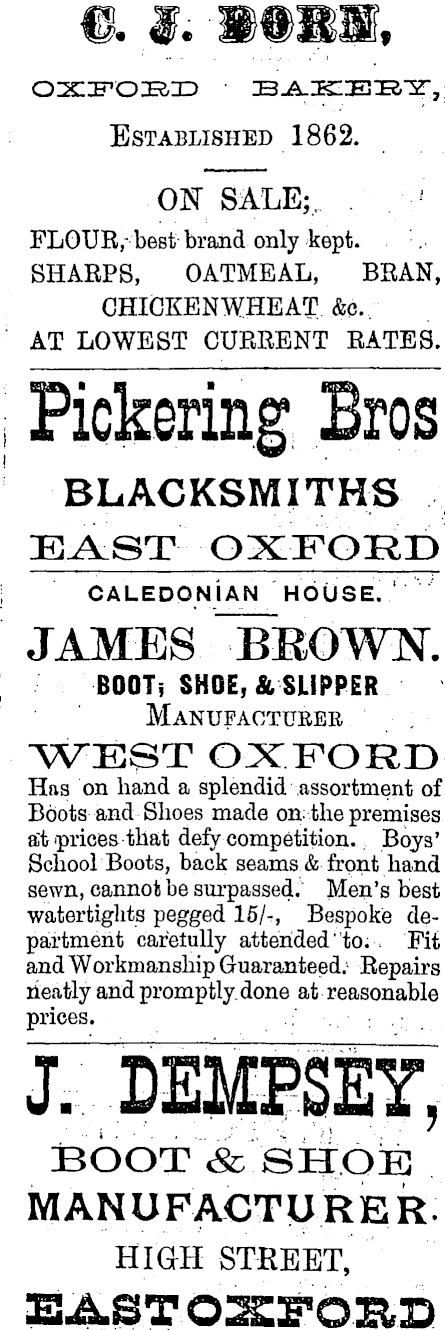 C. J. DORN,
OXFORD BAKERY,
ESTABLISHED 1862.
ON SALE;
FLOUR, best brand only kept.
SHARPS, OATMEAL, BRAN,
CHICKENWHEAT &c.
AT LOWEST CURRENT RATES.
Pickering Bros
BLACKSMITHS
EAST OXFORD
CALEDONIAN HOUSE.
JAMES BROWN.
BOOT, SHOE, & SLIPPER
MANUFACTURER
WEST OXFORD
Has on hand a splendid assortment of
Boots and Shoes made on the premises
at prices that defy competition. Boys'
School Boots, back seams & front hand
sewn, cannot be surpassed. Men's best
watertights pegged 15/-, Bespoke de-
partment carefully attended to. Fit
and Workmanship Guaranteed. Repairs
neatly and promptly done at reasonable
prices.
J. DEMPSEY,
BOOT & SHOE
MANUFACTURER.
HIGH STREET,
EAST OXFORD